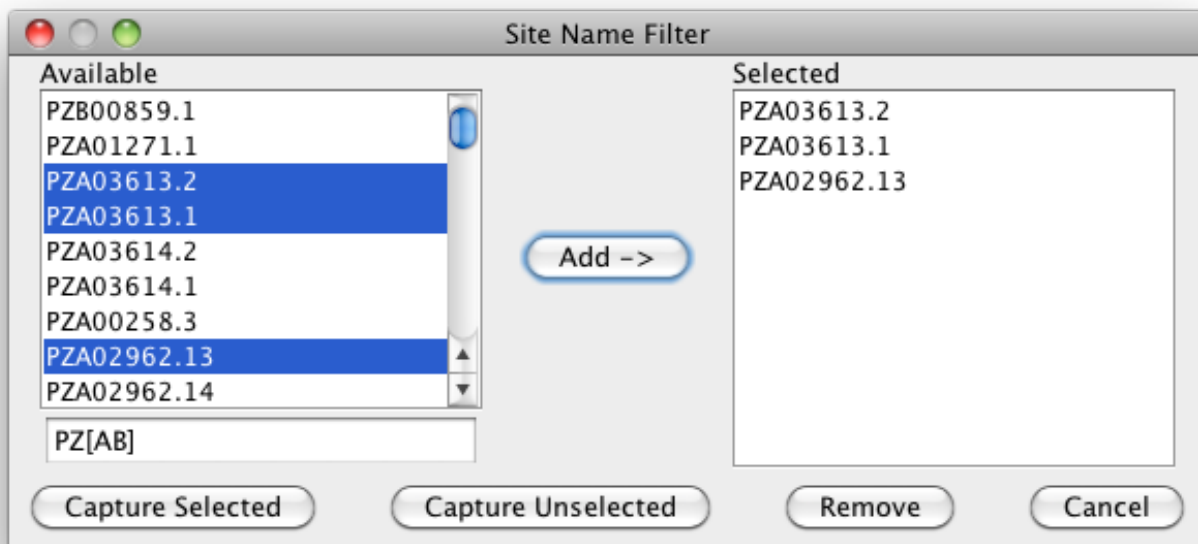 Site Name Filter
Available
PZB00859.1
PZA01271.1
PZA03613.2
PZA03613.1
PZA03614.2
PZA03614.1
PZA00258.3
PZA02962.13
PZA02962.14
PZ[AB]
Add ->
Selected
PZA03613.2
PZA03613.1
PZA02962.13
Capture Selected
Capture Unselected
Remove
Cancel